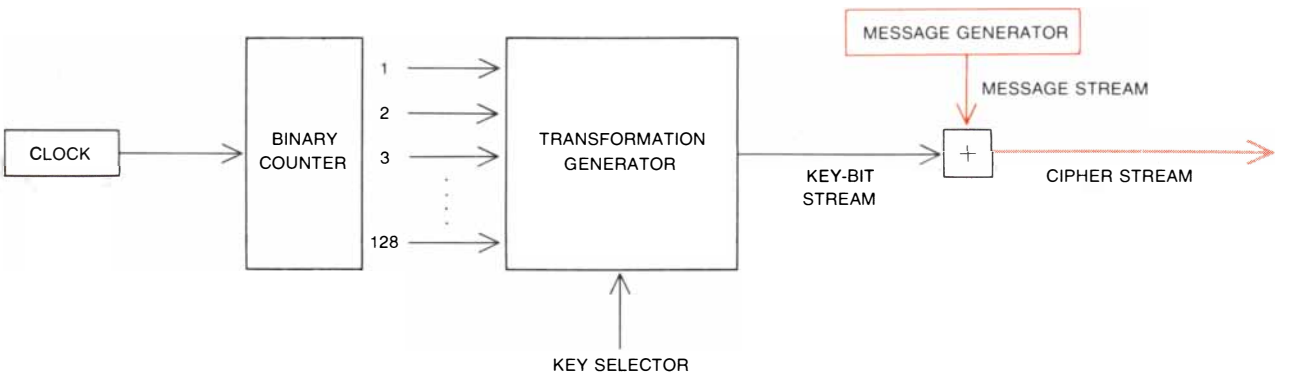 MESSAGE GENERATOR
MESSAGE STREAM
CLOCK
BINARY
COUNTER
1
2
3
128
TRANSFORMATION
GENERATOR
+
KEY-BIT
STREAM
CIPHER STREAM
KEY SELECTOR